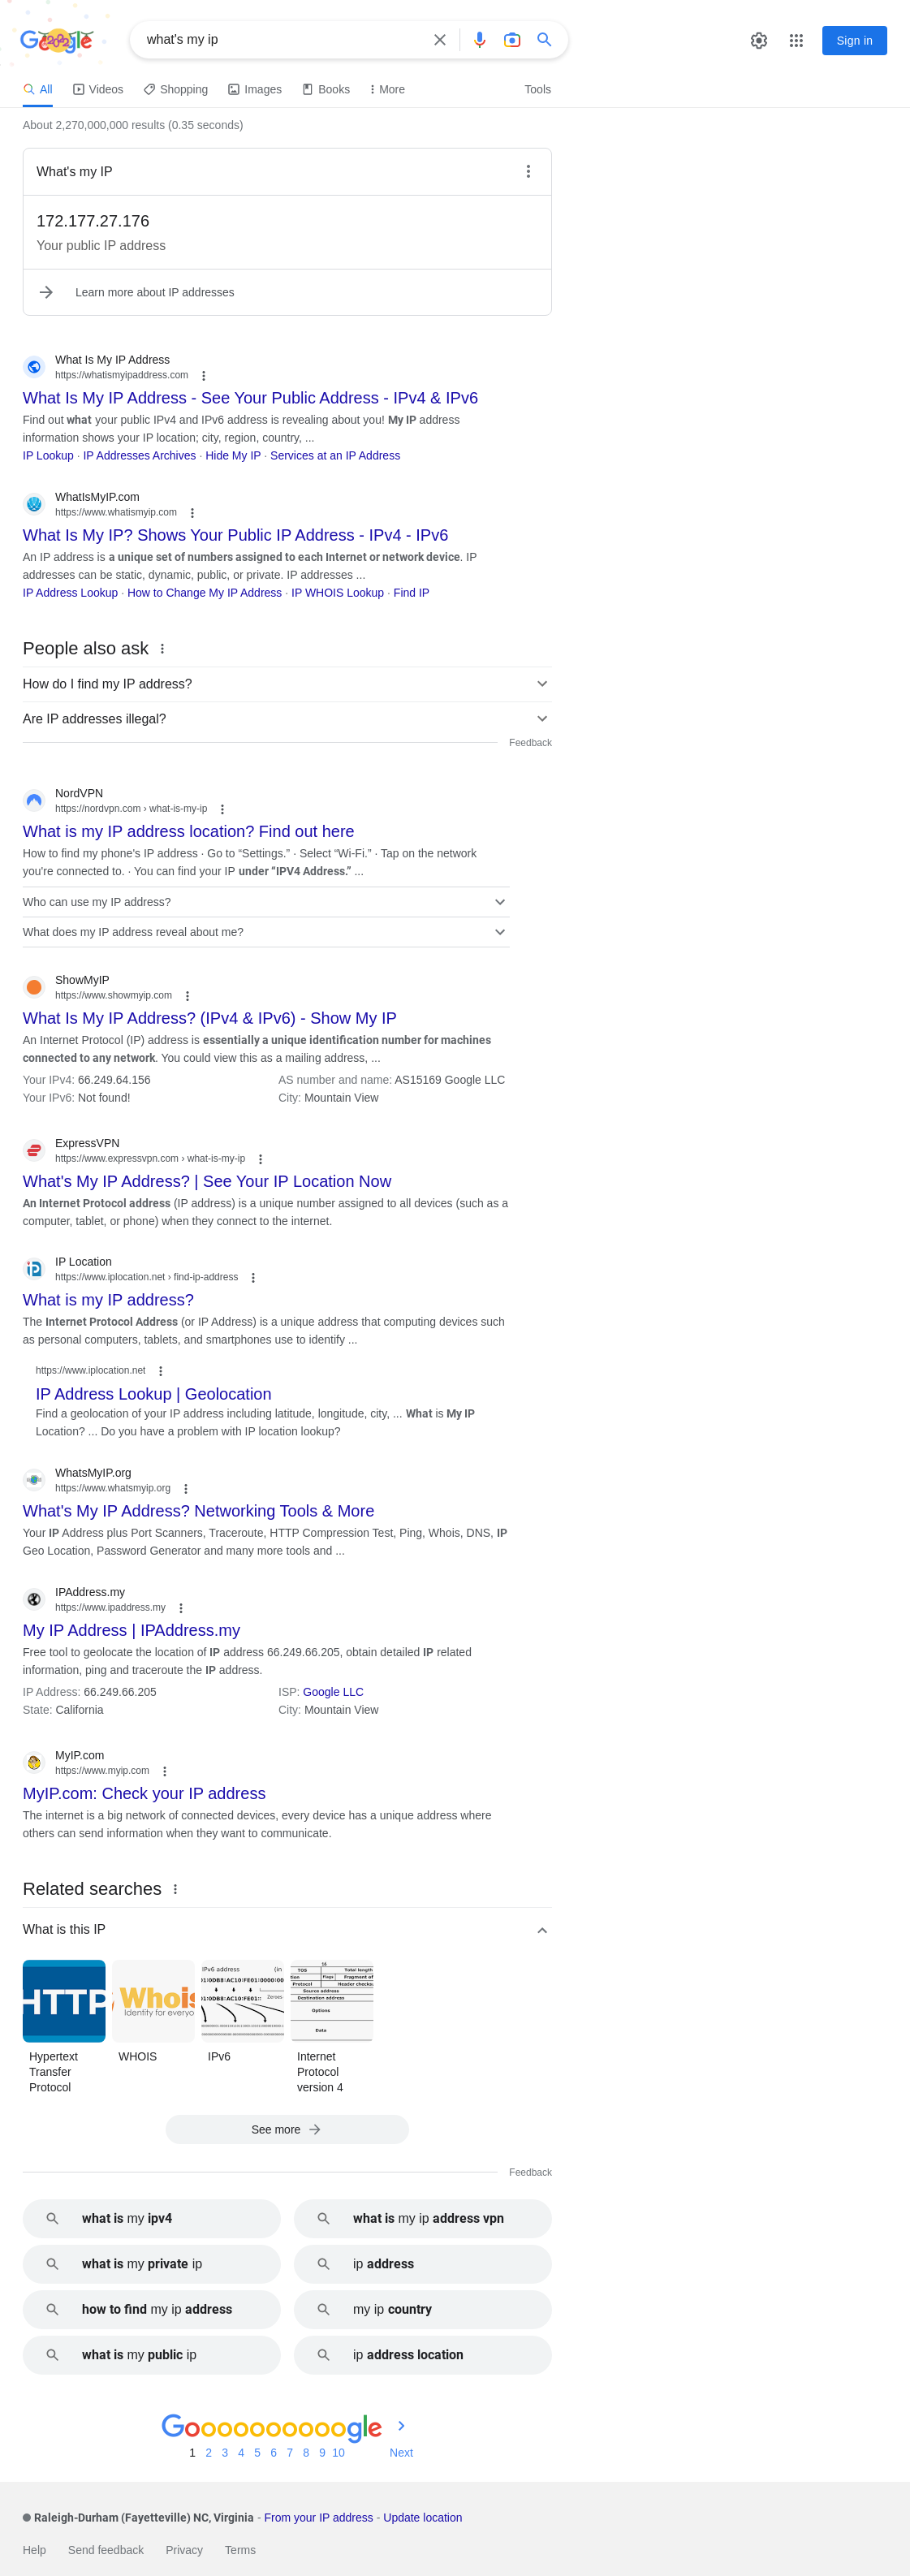 what's my ip
Sign in
All Videos Shopping Images Books More Tools
About 2,270,000,000 results (0.35 seconds)
What's my IP
172.177.27.176
Your public IP address
Learn more about IP addresses
What Is My IP Address
https://whatismyipaddress.com
What Is My IP Address - See Your Public Address - IPv4 & IPv6
Find out what your public IPv4 and IPv6 address is revealing about you! My IP address
information shows your IP location; city, region, country, ...
IP Lookup · IP Addresses Archives · Hide My IP · Services at an IP Address
WhatIsMyIP.com
https://www.whatismyip.com
What Is My IP? Shows Your Public IP Address - IPv4 - IPv6
An IP address is a unique set of numbers assigned to each Internet or network device. IP
addresses can be static, dynamic, public, or private. IP addresses ...
IP Address Lookup · How to Change My IP Address · IP WHOIS Lookup · Find IP
People also ask
How do I find my IP address?
Are IP addresses illegal?
Feedback
NordVPN
https://nordvpn.com › what-is-my-ip
What is my IP address location? Find out here
How to find my phone's IP address · Go to “Settings.” · Select “Wi-Fi.” · Tap on the network
you're connected to. · You can find your IP under “IPV4 Address.” ...
Who can use my IP address?
What does my IP address reveal about me?
ShowMyIP
https://www.showmyip.com
What Is My IP Address? (IPv4 & IPv6) - Show My IP
An Internet Protocol (IP) address is essentially a unique identification number for machines
connected to any network. You could view this as a mailing address, ...
Your IPv4: 66.249.64.156 AS number and name: AS15169 Google LLC
Your IPv6: Not found! City: Mountain View
ExpressVPN
https://www.expressvpn.com › what-is-my-ip
What's My IP Address? | See Your IP Location Now
An Internet Protocol address (IP address) is a unique number assigned to all devices (such as a
computer, tablet, or phone) when they connect to the internet.
IP Location
https://www.iplocation.net › find-ip-address
What is my IP address?
The Internet Protocol Address (or IP Address) is a unique address that computing devices such
as personal computers, tablets, and smartphones use to identify ...
https://www.iplocation.net
IP Address Lookup | Geolocation
Find a geolocation of your IP address including latitude, longitude, city, ... What is My IP
Location? ... Do you have a problem with IP location lookup?
WhatsMyIP.org
https://www.whatsmyip.org
What's My IP Address? Networking Tools & More
Your IP Address plus Port Scanners, Traceroute, HTTP Compression Test, Ping, Whois, DNS, IP
Geo Location, Password Generator and many more tools and ...
IPAddress.my
https://www.ipaddress.my
My IP Address | IPAddress.my
Free tool to geolocate the location of IP address 66.249.66.205, obtain detailed IP related
information, ping and traceroute the IP address.
IP Address: 66.249.66.205 ISP: Google LLC
State: California City: Mountain View
MyIP.com
https://www.myip.com
MyIP.com: Check your IP address
The internet is a big network of connected devices, every device has a unique address where
others can send information when they want to communicate.
Related searches
What is this IP
HTTP
Whois
Identity for everyo
IPv6 address (in
Zeroes
TOS Total length
Flags Fragment of
Protocol Header checksu
Source address
Destination address
Options
Data
Hypertext Transfer Protocol
WHOIS
IPv6
Internet Protocol version 4
See more
Feedback
what is my ipv4
what is my ip address vpn
what is my private ip
ip address
how to find my ip address
my ip country
what is my public ip
ip address location
Gooooooooogle
1 2 3 4 5 6 7 8 9 10 Next
Raleigh-Durham (Fayetteville) NC, Virginia - From your IP address - Update location
Help Send feedback Privacy Terms